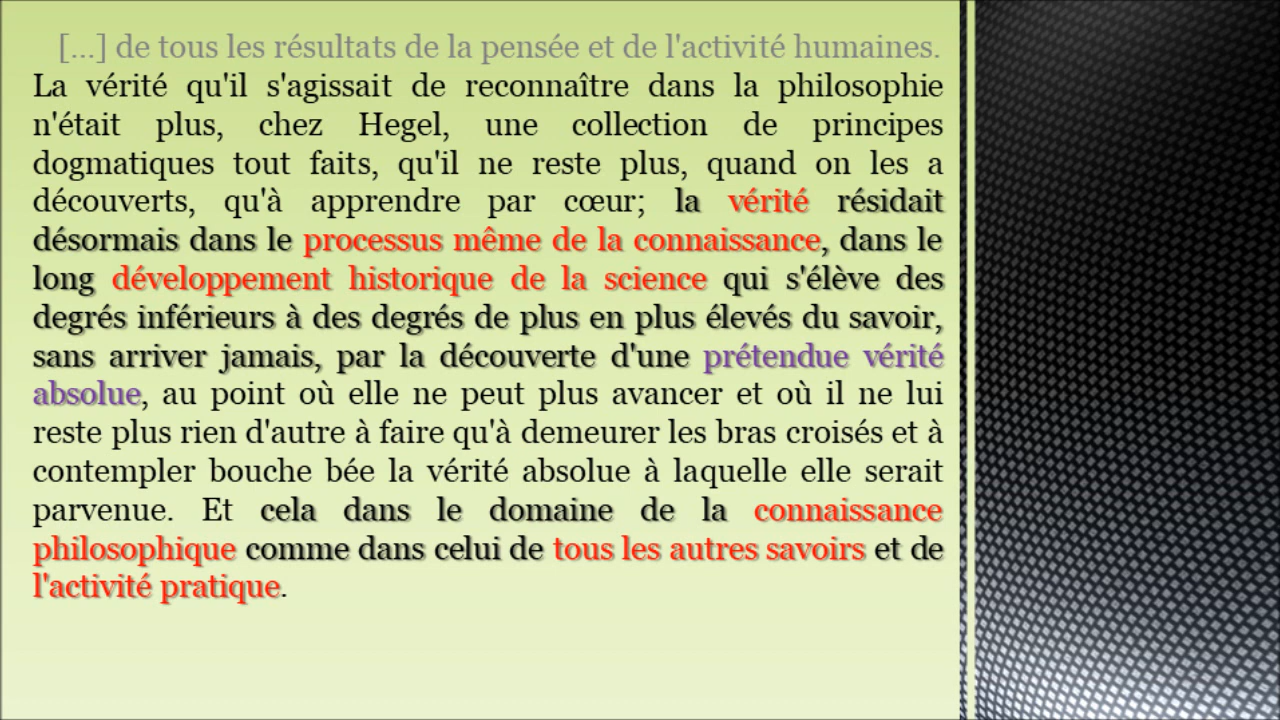 [...] de tous les résultats de la pensée et de l'activité humaines.
La vérité qu'il s'agissait de reconnaître dans la philosophie
n'était plus, chez Hegel, une collection de principes
dogmatiques tout faits, qu'il ne reste plus, quand on les a
découverts, qu'à apprendre par cœur; la vérité résidait
désormais dans le processus même de la connaissance, dans le
long développement historique de la science qui s'élève des
degrés inférieurs à des degrés de plus en plus élevés du savoir,
sans arriver jamais, par la découverte d'une prétendue vérité
absolue, au point où elle ne peut plus avancer et où il ne lui
reste plus rien d'autre à faire qu'à demeurer les bras croisés et à
contempler bouche bée la vérité absolue à laquelle elle serait
parvenue. Et cela dans le domaine de la connaissance
philosophique comme dans celui de tous les autres savoirs et de
l'activité pratique.